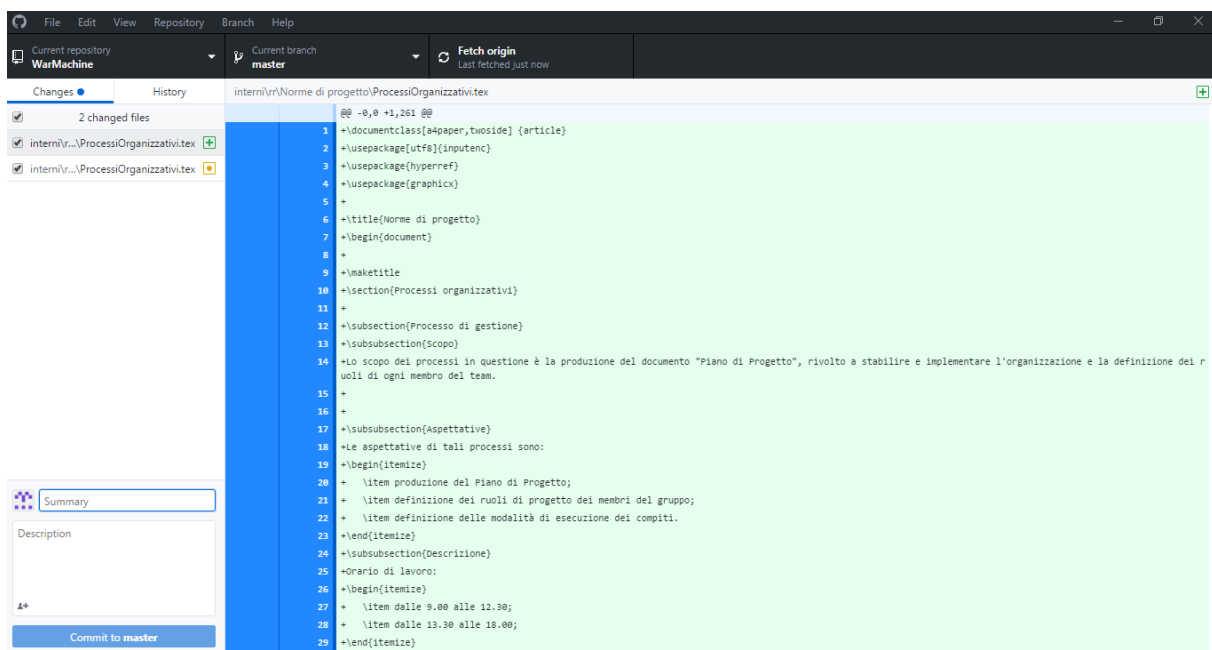 File Edit View Repository Branch Help
Current repository
WarMachine
Current branch
master
Fetch origin
Last fetched just now
Changes History
interni\rr\Norme di progetto\ProcessiOrganizzativi.tex
2 changed files
interni\r...\ProcessiOrganizzativi.tex
interni\r...\ProcessiOrganizzativi.tex
@@ -0,0 +1,261 @@
1 +\documentclass[a4paper,twoside] {article}
2 +\usepackage[utf8]{inputenc}
3 +\usepackage{hyperref}
4 +\usepackage{graphicx}
5 +
6 +\title{Norme di progetto}
7 +\begin{document}
8 +
9 +\maketitle
10 +\section{Processi organizzativi}
11 +
12 +\subsection{Processo di gestione}
13 +\subsubsection{Scopo}
14 +Lo scopo dei processi in questione è la produzione del documento "Piano di Progetto", rivolto a stabilire e implementare l'organizzazione e la definizione dei r
uoli di ogni membro del team.
15 +
16 +
17 +\subsubsection{Aspettative}
18 +Le aspettative di tali processi sono:
19 +\begin{itemize}
20 + \item produzione del Piano di Progetto;
21 + \item definizione dei ruoli di progetto dei membri del gruppo;
22 + \item definizione delle modalità di esecuzione dei compiti.
23 +\end{itemize}
24 +\subsubsection{Descrizione}
25 +Orario di lavoro:
26 +\begin{itemize}
27 + \item dalle 9.00 alle 12.30;
28 + \item dalle 13.30 alle 18.00;
29 +\end{itemize}
Summary
Description
Commit to master